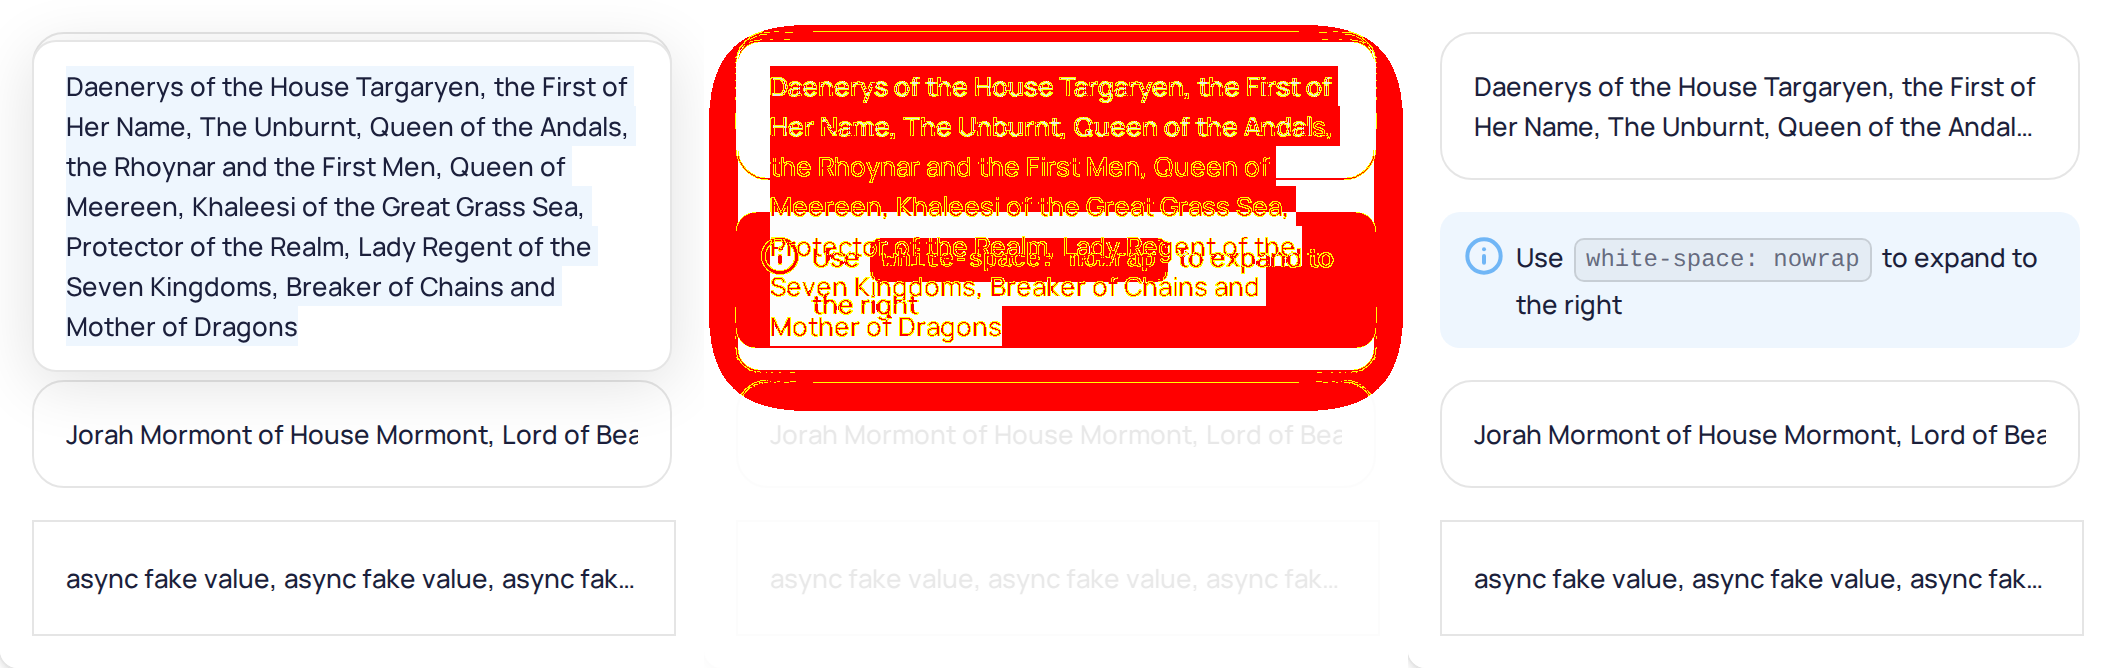 Daenerys of the House Targaryen, the First of
Her Name, The Unburnt, Queen of the Andals,
the Rhoynar and the First Men, Queen of
Meereen, Khaleesi of the Great Grass Sea,
Protector of the Realm, Lady Regent of the
Seven Kingdoms, Breaker of Chains and
Mother of Dragons
Jorah Mormont of House Mormont, Lord of Bea
async fake value, async fake value, async fak...
Daenerys of the House Targaryen, the First of
Her Name, The Unburnt, Queen of the Andals,
the Rhoynar and the First Men, Queen of
Meereen, Khaleesi of the Great Grass Sea,
Protector of the Realm, Lady Regent of the
Use white-space: nowrap to expand to
Seven Kingdoms, Breaker of Chains and
the right
Mother of Dragons
Jorah Mormont of House Mormont, Lord of Bea
async fake value, async fake value, async fak...
Daenerys of the House Targaryen, the First of
Her Name, The Unburnt, Queen of the Andal...
Use white-space: nowrap to expand to
the right
Jorah Mormont of House Mormont, Lord of Bea
async fake value, async fake value, async fak...